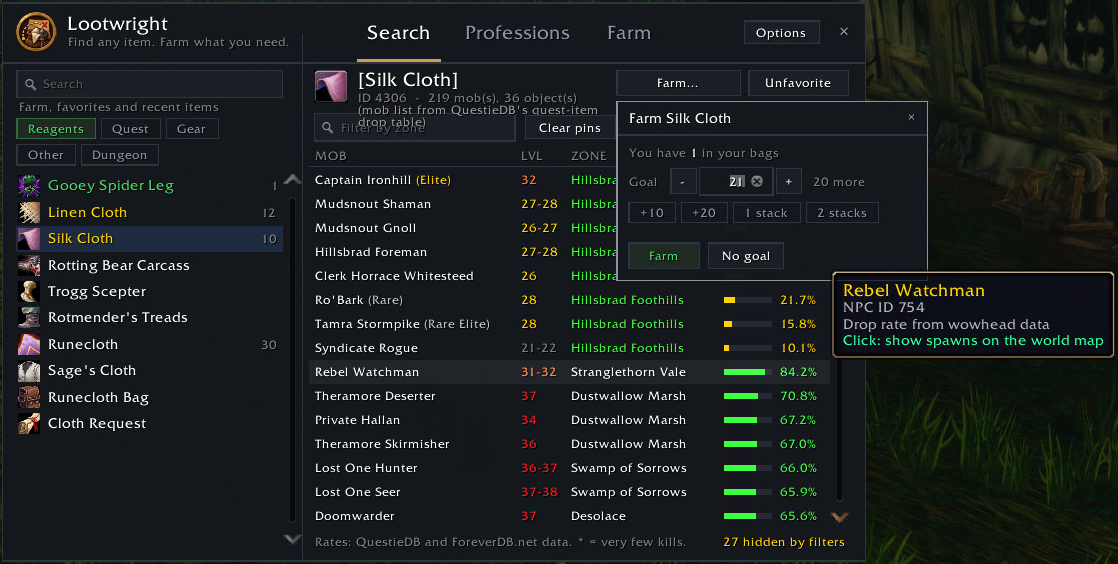 Lootwright
Find any item. Farm what you need.
Search
Professions
Farm
Options
×
Search
Farm, favorites and recent items
Reagents
Quest
Gear
Other
Dungeon
Gooey Spider Leg 1
Linen Cloth 12
Silk Cloth 10
Rotting Bear Carcass
Trogg Scepter
Rotmender's Treads
Runecloth 30
Sage's Cloth
Runecloth Bag
Cloth Request
[Silk Cloth]
ID 4306 - 219 mob(s), 36 object(s)
(mob list from QuestieDB's quest-item
drop table)
Farm...
Unfavorite
Filter by zone
Clear pins
MOB LVL ZONE
Captain Ironhill (Elite) 32 Hillsbra
Mudsnout Shaman 27-28 Hillsbra
Mudsnout Gnoll 26-27 Hillsbra
Hillsbrad Foreman 27-28 Hillsbra
Clerk Horrace Whitesteed 26 Hillsbra
Ro'Bark (Rare) 28 Hillsbrad Foothills 21.7%
Tamra Stormpike (Rare Elite) 28 Hillsbrad Foothills 15.8%
Syndicate Rogue 21-22 Hillsbrad Foothills 10.1%
Rebel Watchman 31-32 Stranglethorn Vale 84.2%
Theramore Deserter 37 Dustwallow Marsh 70.8%
Private Hallan 34 Dustwallow Marsh 67.2%
Theramore Skirmisher 36 Dustwallow Marsh 67.0%
Lost One Hunter 36-37 Swamp of Sorrows 66.0%
Lost One Seer 37-38 Swamp of Sorrows 65.9%
Doomwarder 37 Desolace 65.6%
Rates: QuestieDB and ForeverDB.net data. * = very few kills. 27 hidden by filters
Farm Silk Cloth ×
You have 1 in your bags
Goal - 21 + 20 more
+10 +20 1 stack 2 stacks
Farm No goal
Rebel Watchman
NPC ID 754
Drop rate from wowhead data
Click: show spawns on the world map